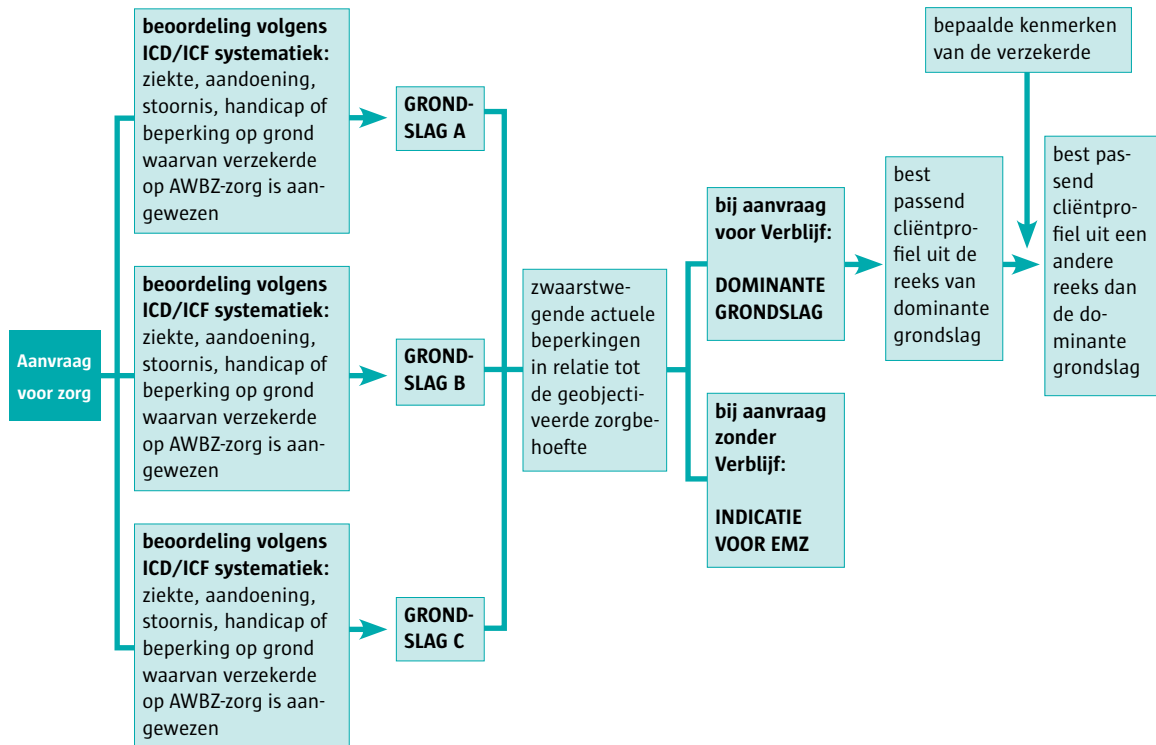 Aanvraag
voor zorg
beoordeling volgens
ICD/ICF systematiek:
ziekte, aandoening,
stoornis, handicap of
beperking op grond
waarvan verzekerde
op AWBZ-zorg is aan-
gewezen
GROND-
SLAG A
beoordeling volgens
ICD/ICF systematiek:
ziekte, aandoening,
stoornis, handicap of
beperking op grond
waarvan verzekerde
op AWBZ-zorg is aan-
gewezen
GROND-
SLAG B
beoordeling volgens
ICD/ICF systematiek:
ziekte, aandoening,
stoornis, handicap of
beperking op grond
waarvan verzekerde
op AWBZ-zorg is aan-
gewezen
GROND-
SLAG C
zwaarstwe-
gende actuele
beperkingen
in relatie tot
de geobjecti-
veerde zorgbe-
hoefte
bij aanvraag
voor Verblijf:
DOMINANTE
GRONDSLAG
bij aanvraag
zonder
Verblijf:
INDICATIE
VOOR EMZ
best
passend
cliëntpro-
fiel uit de
reeks van
dominante
grondslag
bepaalde kenmerken
van de verzekerde
best pas-
send
cliëntpro-
fiel uit een
andere
reeks dan
de do-
minante
grondslag